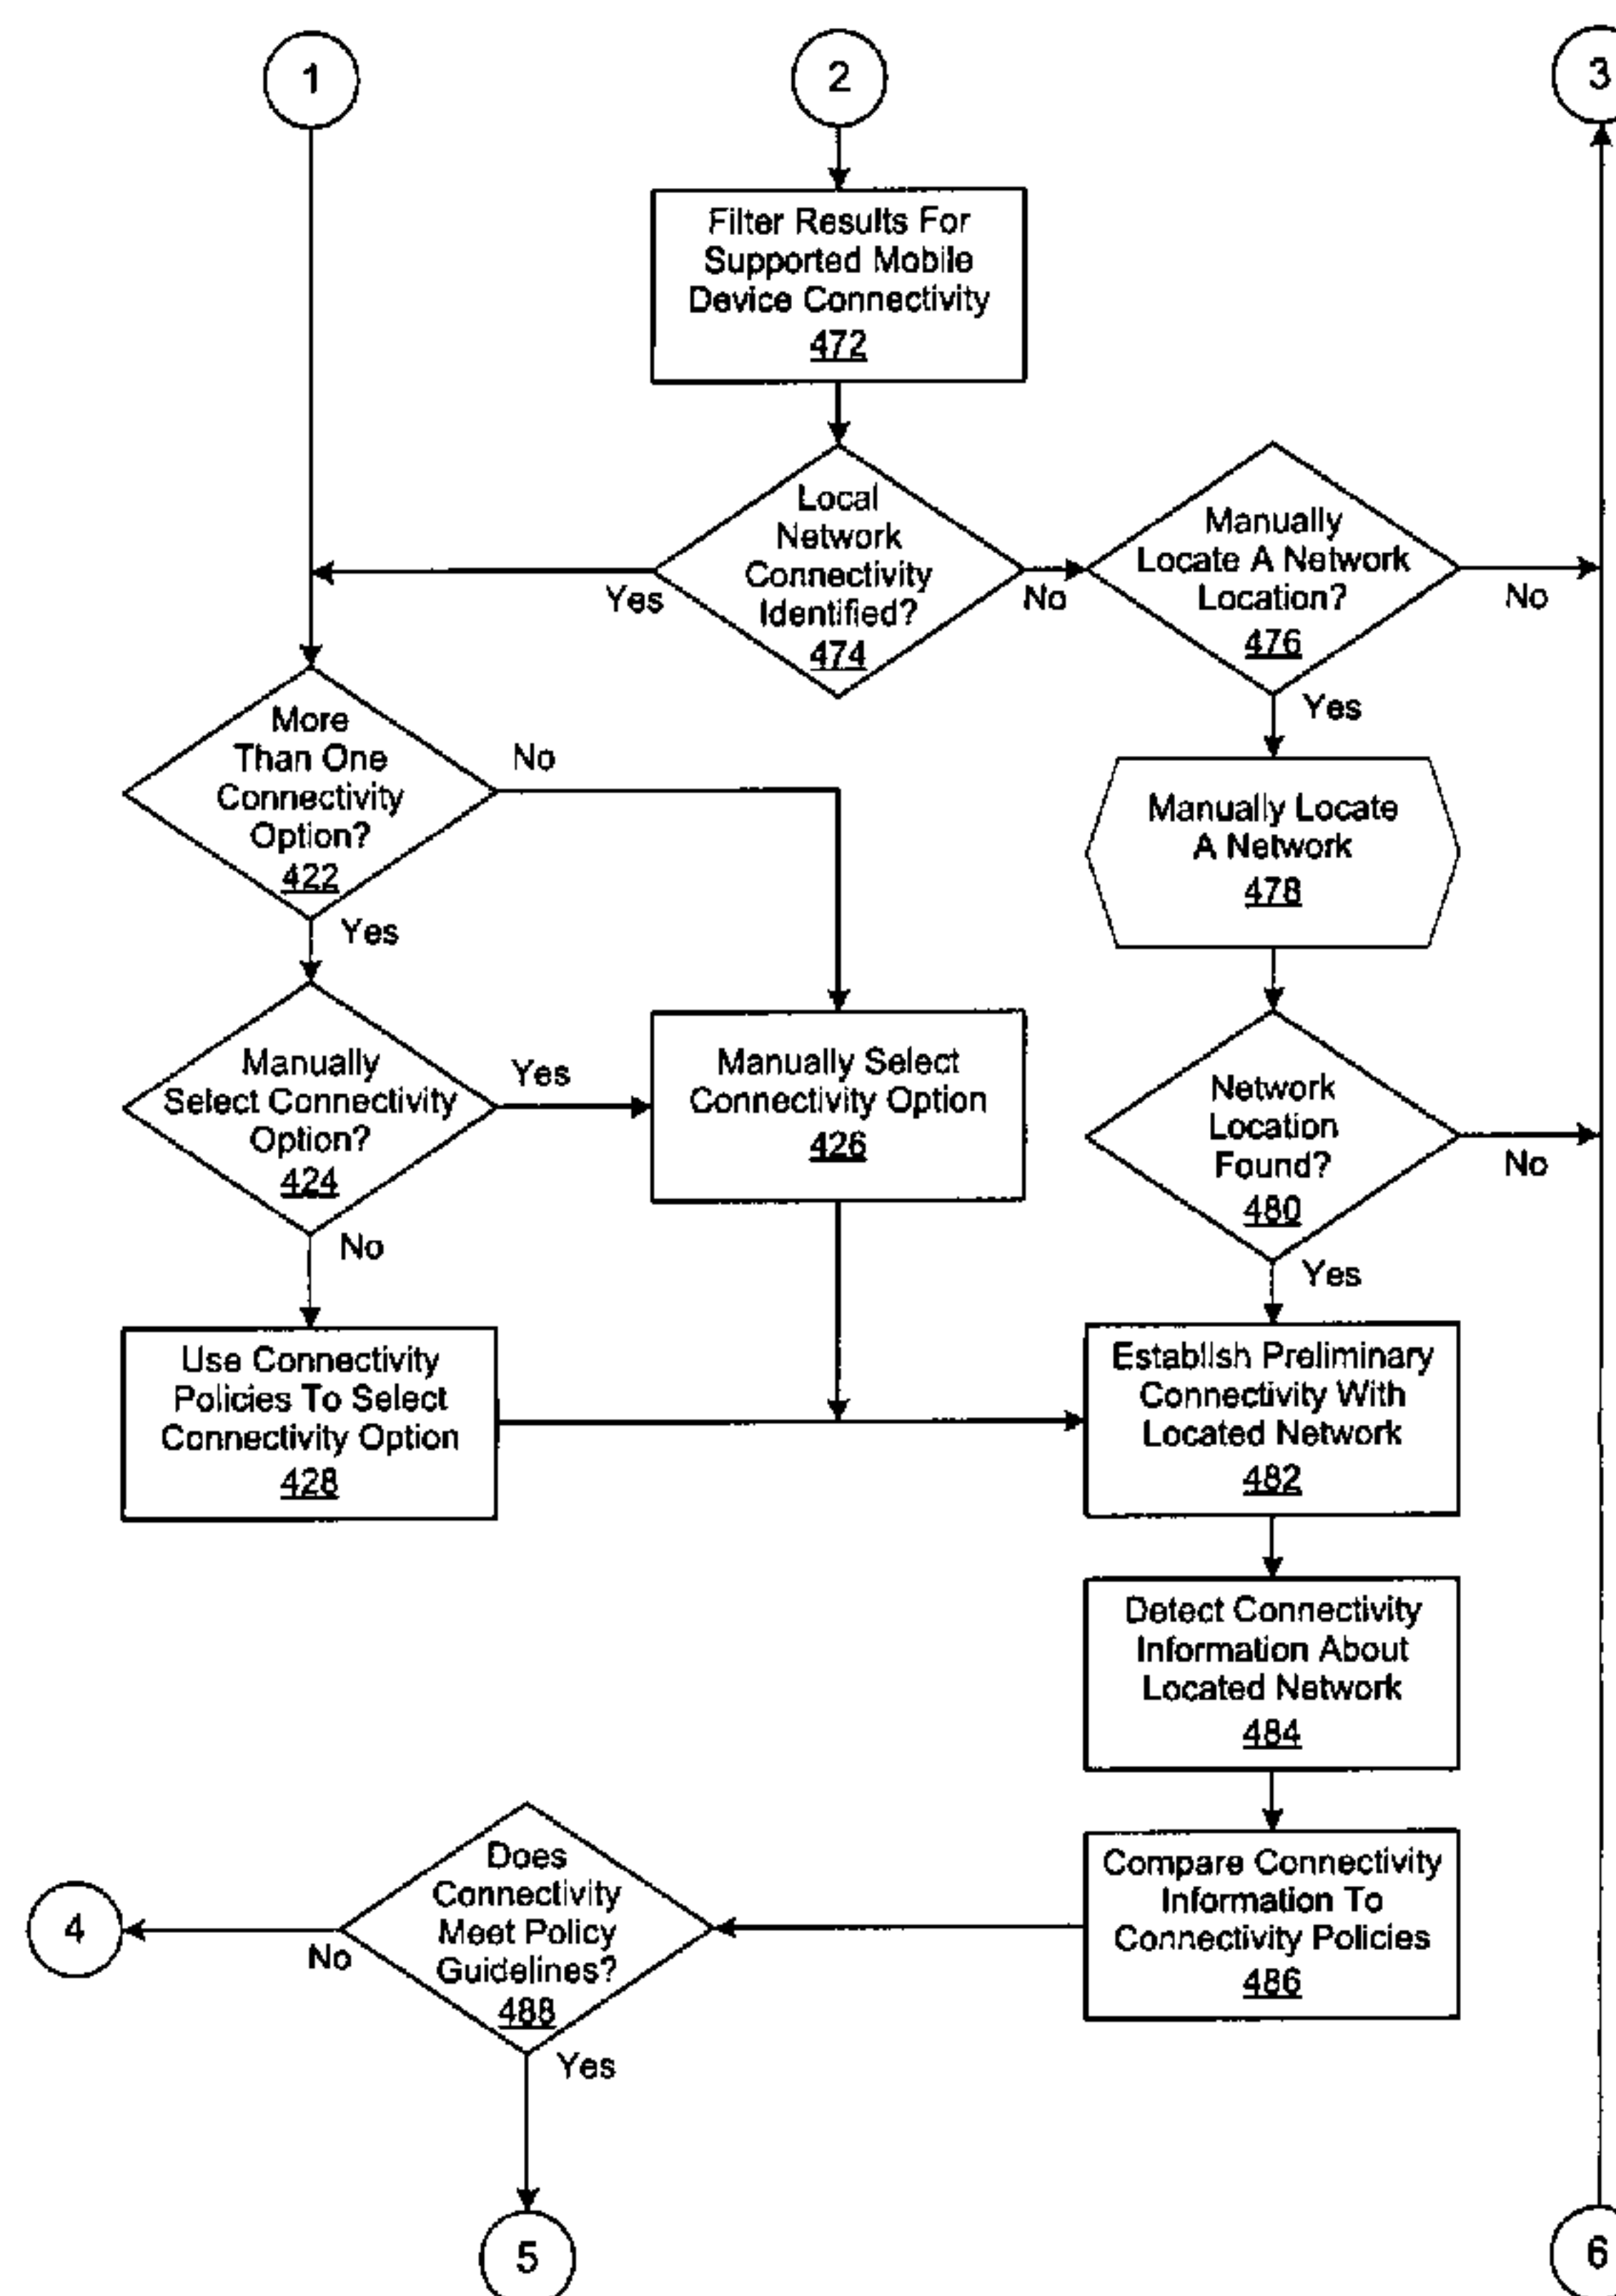 1
2
3
Filter Results For
Supported Mobile
Device Connectivity
472
Local
Network
Connectivity
Identified?
474
Yes
No
Manually
Locate A Network
Location?
476
No
Yes
More
Than One
Connectivity
Option?
422
No
Yes
Manually Locate
A Network
478
Manually
Select Connectivity
Option?
424
Yes
No
Manually Select
Connectivity Option
426
Network
Location
Found?
480
No
Yes
Use Connectivity
Policies To Select
Connectivity Option
428
Establish Preliminary
Connectivity With
Located Network
482
Detect Connectivity
Information About
Located Network
484
Compare Connectivity
Information To
Connectivity Policies
486
Does
Connectivity
Meet Policy
Guidelines?
488
No
Yes
4
5
6